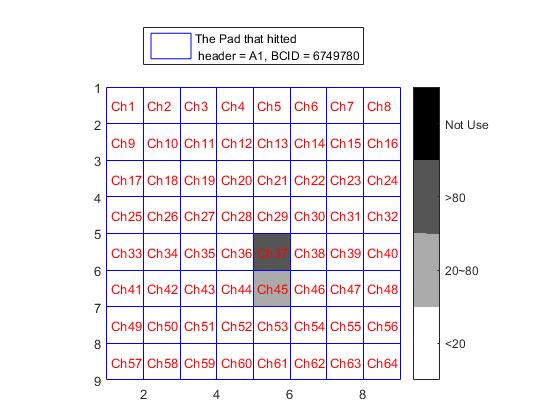 The Pad that hitted
header = A1, BCID = 6749780
1
Ch1 Ch2 Ch3 Ch4 Ch5 Ch6 Ch7 Ch8
Not Use
2
Ch9 Ch10 Ch11 Ch12 Ch13 Ch14 Ch15 Ch16
3
Ch17 Ch18 Ch19 Ch20 Ch21 Ch22 Ch23 Ch24
>80
4
Ch25 Ch26 Ch27 Ch28 Ch29 Ch30 Ch31 Ch32
5
Ch33 Ch34 Ch35 Ch36 Ch37 Ch38 Ch39 Ch40
6
20~80
Ch41 Ch42 Ch43 Ch44 Ch45 Ch46 Ch47 Ch48
7
Ch49 Ch50 Ch51 Ch52 Ch53 Ch54 Ch55 Ch56
8
<20
Ch57 Ch58 Ch59 Ch60 Ch61 Ch62 Ch63 Ch64
9
2 4 6 8